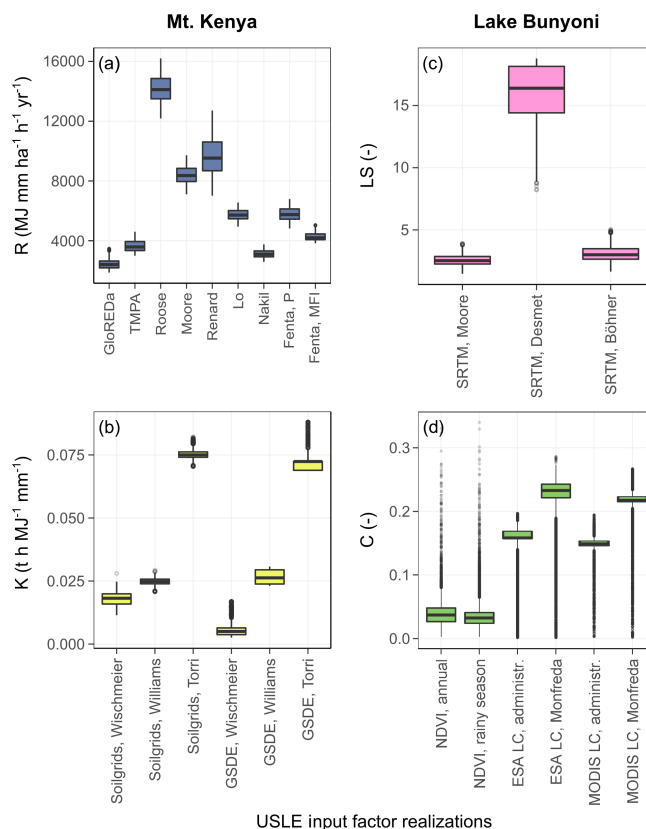 Mt. Kenya
Lake Bunyoni
(a)
R (MJ mm ha⁻¹ h⁻¹ yr⁻¹)
16000
12000
8000
4000
GloREDa
TMPA
Roose
Moore
Renard
Lo
Nakil
Fenta, P
Fenta, MFI
(c)
LS (-)
15
10
5
SRTM, Moore
SRTM, Desmet
SRTM, Böhner
(b)
K (t h MJ⁻¹ mm⁻¹)
0.075
0.050
0.025
0.000
Soilgrids, Wischmeier
Soilgrids, Williams
Soilgrids, Torri
GSDE, Wischmeier
GSDE, Williams
GSDE, Torri
(d)
C (-)
0.3
0.2
0.1
0.0
NDVI, annual
NDVI, rainy season
ESA LC, administr.
ESA LC, Monfreda
MODIS LC, administr.
MODIS LC, Monfreda
USLE input factor realizations